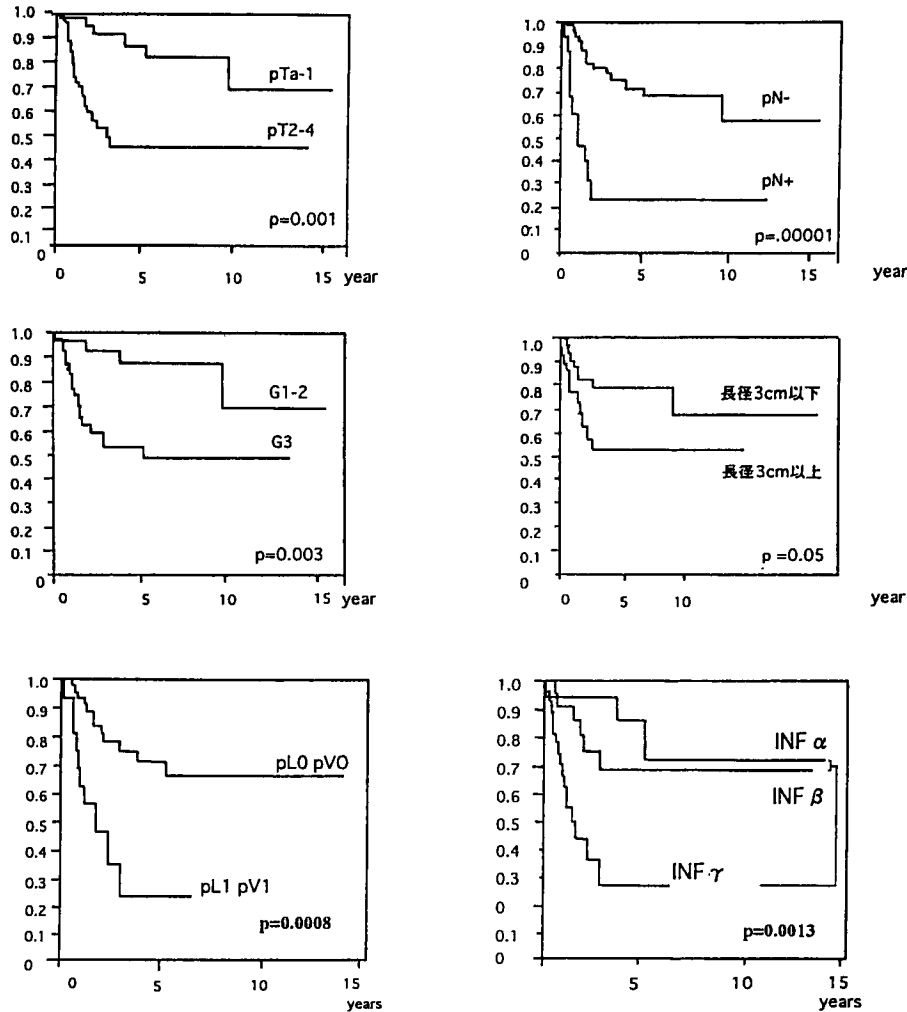 1.0
0.9
0.8
0.7
0.6
0.5
0.4
0.3
0.2
0.1
0
pTa-1
pT2-4
p=0.001
0 5 10 15 year
1.0
0.9
0.8
0.7
0.6
0.5
0.4
0.3
0.2
0.1
0
pN-
pN+
p=.00001
0 5 10 15 year
1.0
0.9
0.8
0.7
0.6
0.5
0.4
0.3
0.2
0.1
0
G1-2
G3
p=0.003
0 5 10 15 year
1.0
0.9
0.8
0.7
0.6
0.5
0.4
0.3
0.2
0.1
0
長径3cm以下
長径3cm以上
p =0.05
0 5 10 year
1.0
0.9
0.8
0.7
0.6
0.5
0.4
0.3
0.2
0.1
0
pL0 pV0
pL1 pV1
p=0.0008
0 5 10 15
years
1.0
0.9
0.8
0.7
0.6
0.5
0.4
0.3
0
0.1
0
INF α
INF β
INF γ
p=0.0013
5 10 15
years